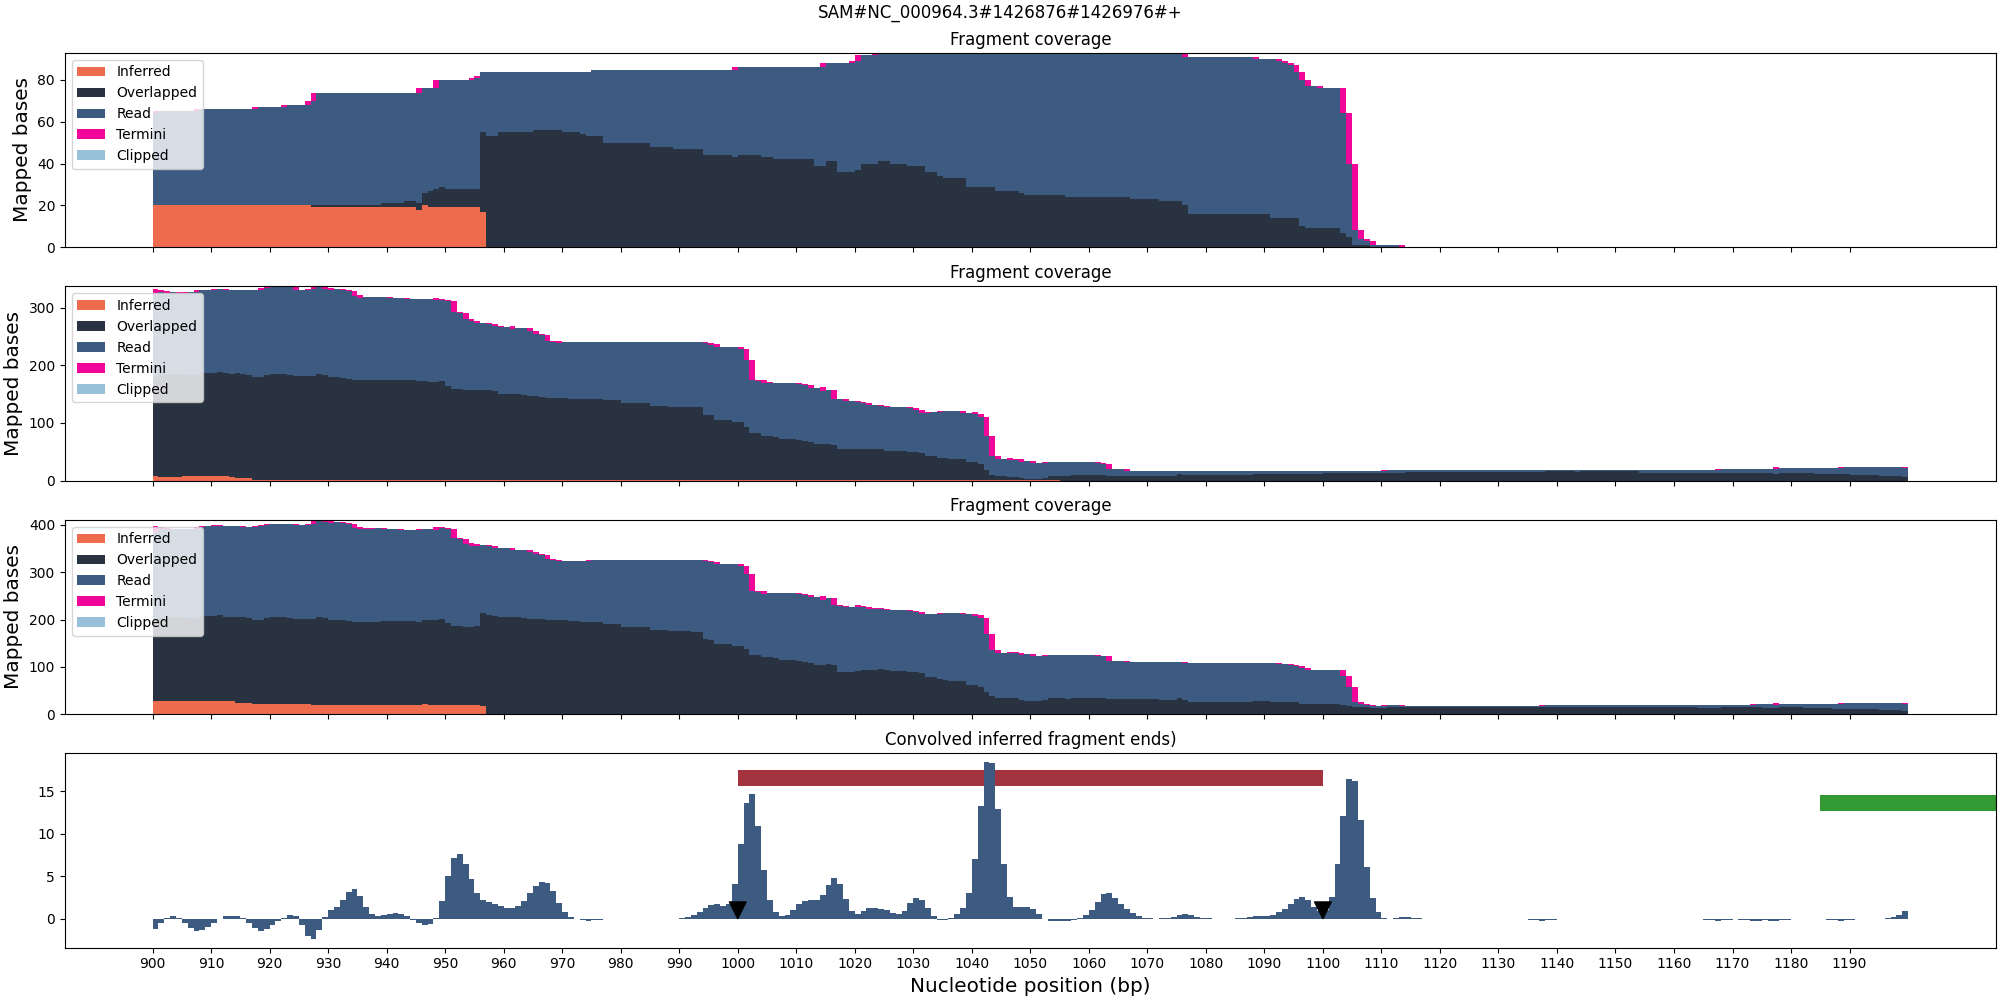 SAM#NC_000964.3#1426876#1426976#+
Fragment coverage
Mapped bases
80
60
40
20
0
Inferred
Overlapped
Read
Termini
Clipped
Fragment coverage
Mapped bases
300
200
100
0
Inferred
Overlapped
Read
Termini
Clipped
Fragment coverage
Mapped bases
400
300
200
100
0
Inferred
Overlapped
Read
Termini
Clipped
Convolved inferred fragment ends)
15
10
5
0
900 910 920 930 940 950 960 970 980 990 1000 1010 1020 1030 1040 1050 1060 1070 1080 1090 1100 1110 1120 1130 1140 1150 1160 1170 1180 1190
Nucleotide position (bp)